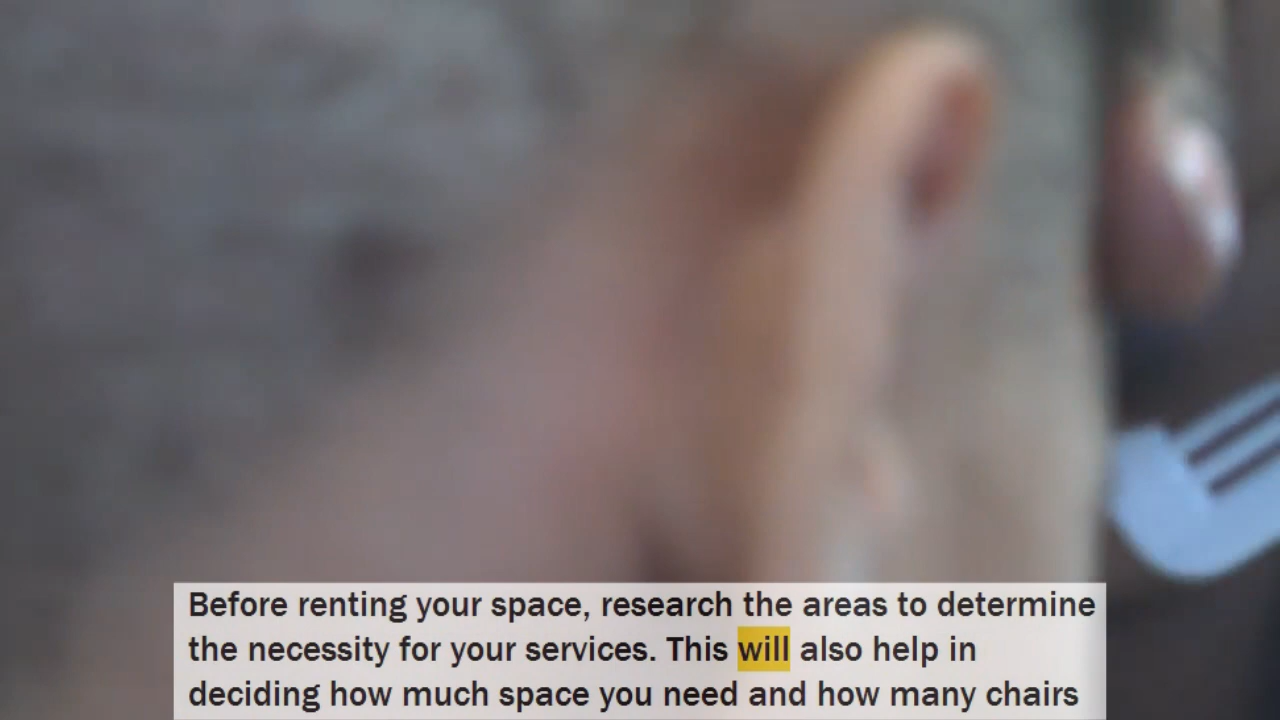 Before renting your space, research the areas to determine
the necessity for your services. This will also help in
deciding how much space you need and how many chairs